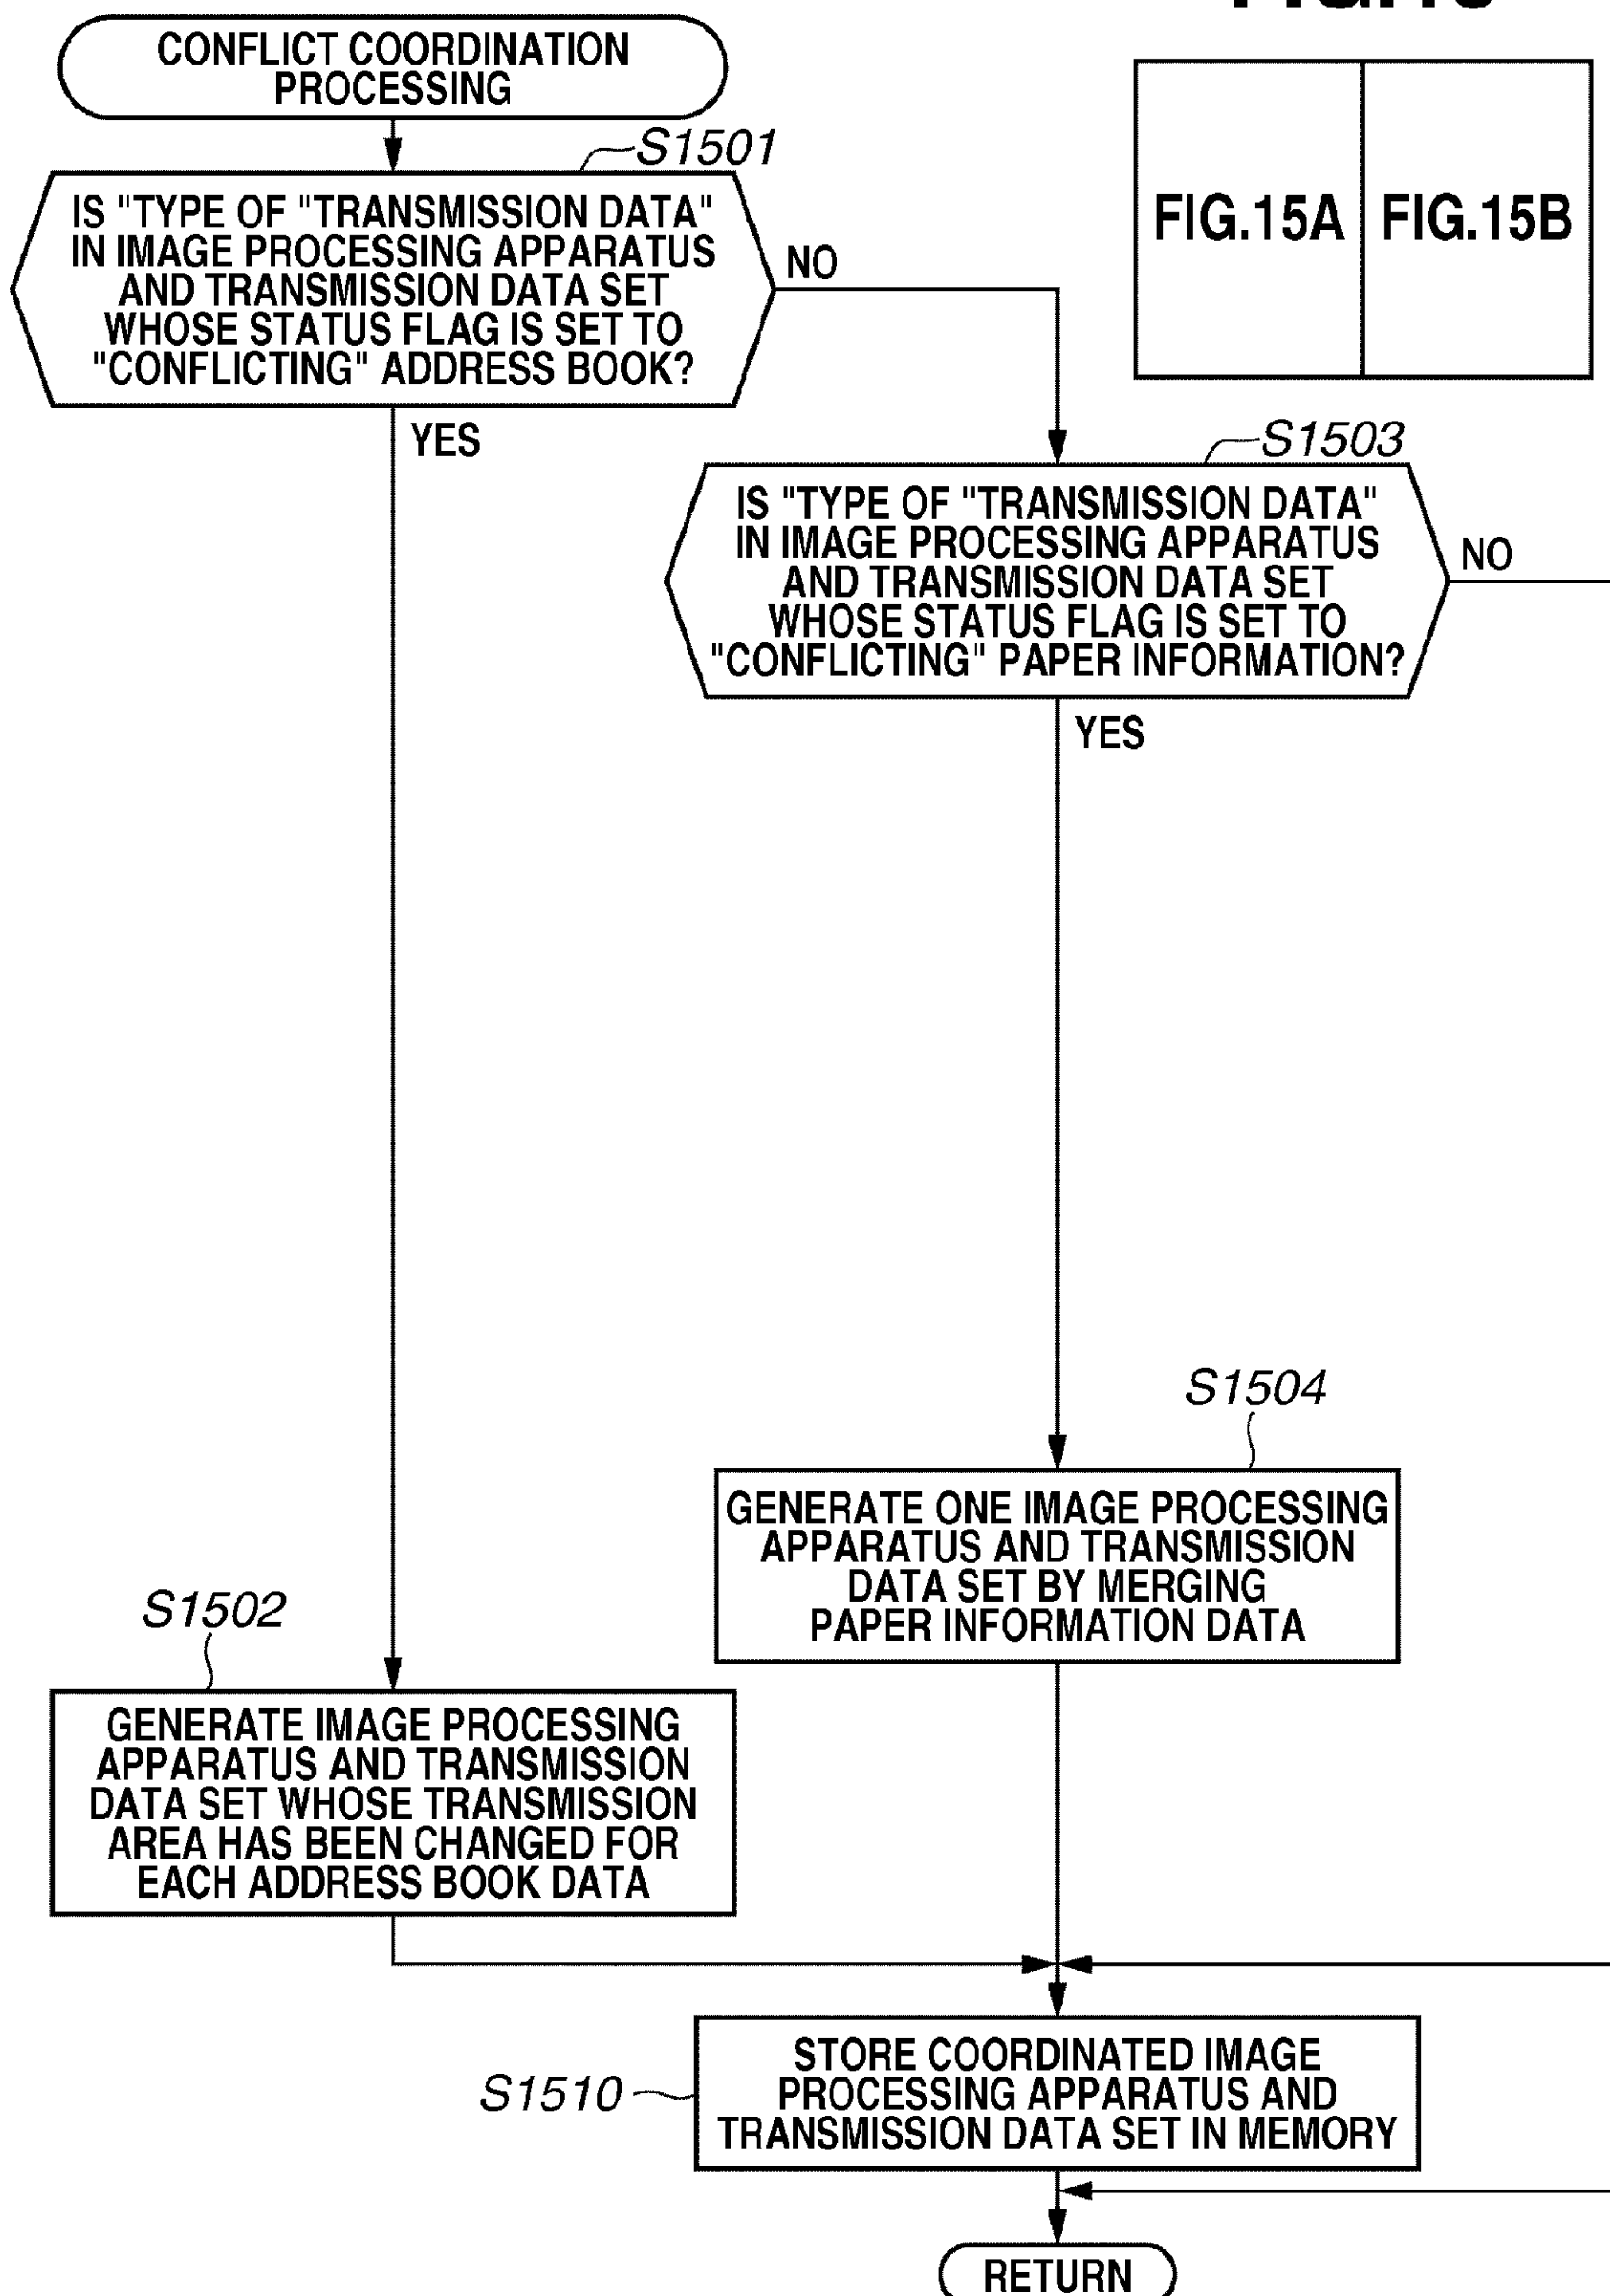 CONFLICT COORDINATION
PROCESSING
FIG.15A
FIG.15B
S1501
IS "TYPE OF "TRANSMISSION DATA"
IN IMAGE PROCESSING APPARATUS
AND TRANSMISSION DATA SET
WHOSE STATUS FLAG IS SET TO
"CONFLICTING" ADDRESS BOOK?
NO
YES
S1503
IS "TYPE OF "TRANSMISSION DATA"
IN IMAGE PROCESSING APPARATUS
AND TRANSMISSION DATA SET
WHOSE STATUS FLAG IS SET TO
"CONFLICTING" PAPER INFORMATION?
NO
YES
S1504
GENERATE ONE IMAGE PROCESSING
APPARATUS AND TRANSMISSION
DATA SET BY MERGING
PAPER INFORMATION DATA
S1502
GENERATE IMAGE PROCESSING
APPARATUS AND TRANSMISSION
DATA SET WHOSE TRANSMISSION
AREA HAS BEEN CHANGED FOR
EACH ADDRESS BOOK DATA
S1510
STORE COORDINATED IMAGE
PROCESSING APPARATUS AND
TRANSMISSION DATA SET IN MEMORY
RETURN